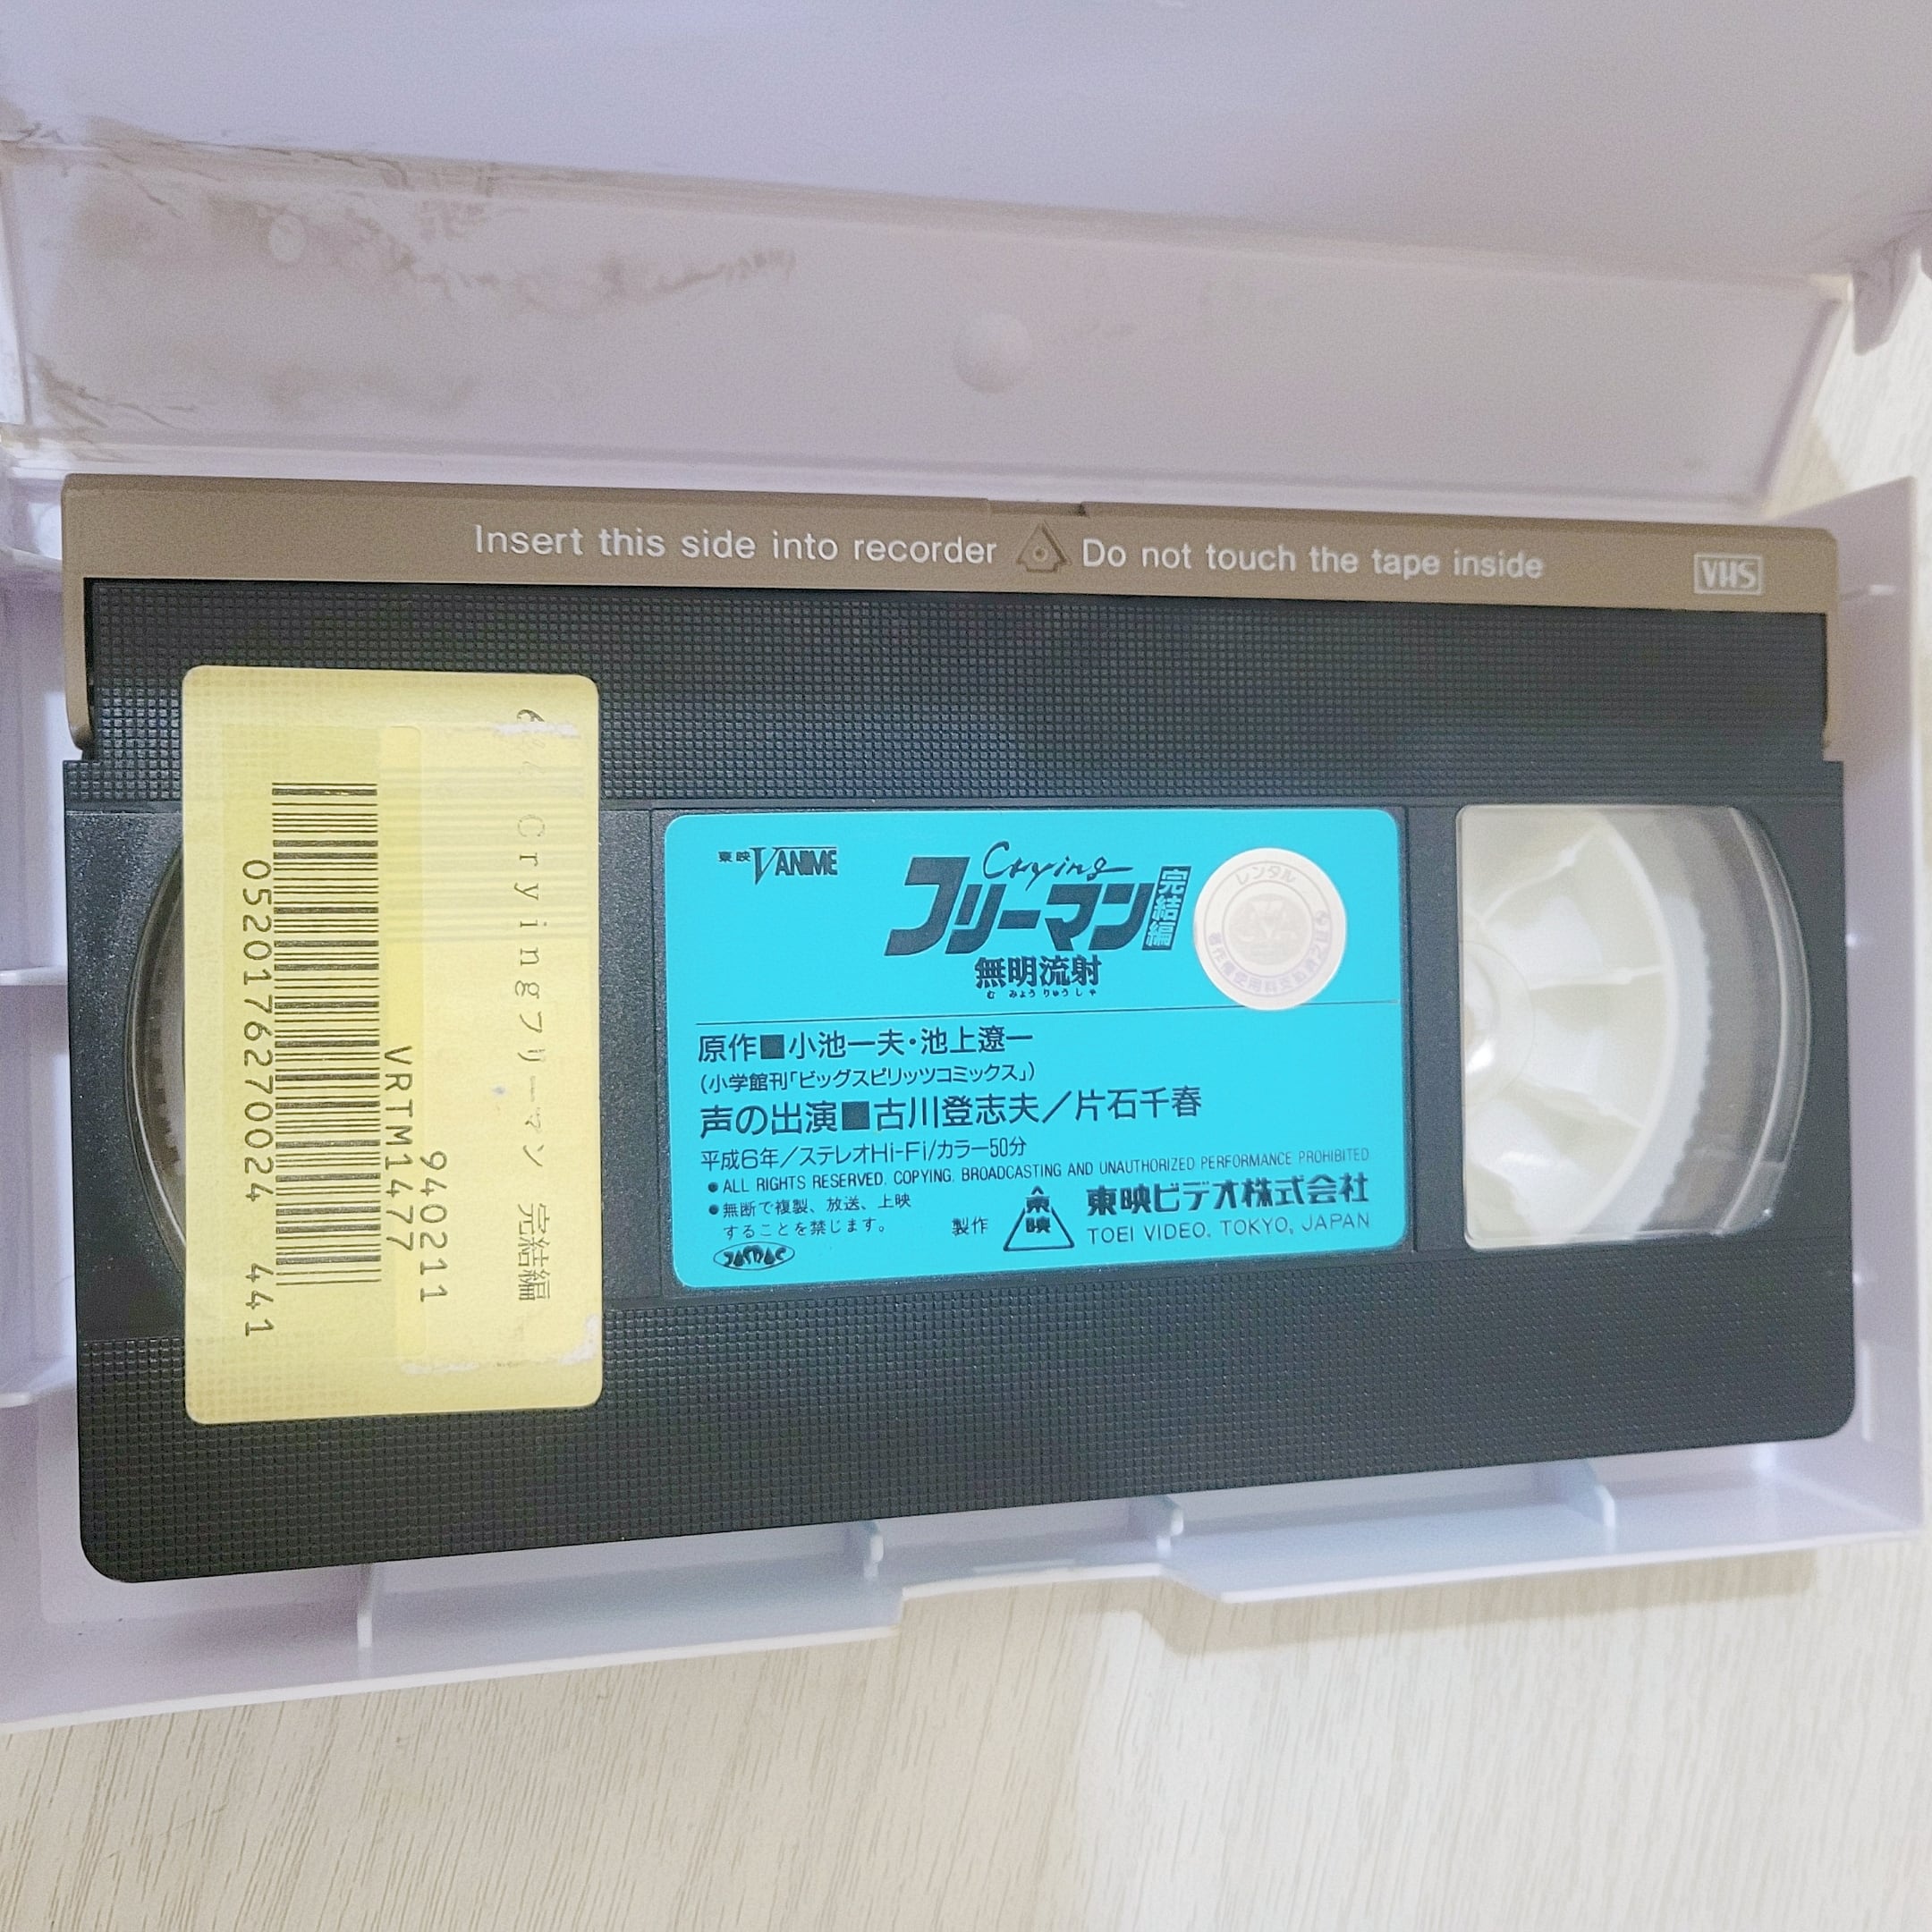 Insert this side into recorder Do not touch the tape inside VHS
東映 V ANIME
Crying
フリーマン 完結編
無明流射
む みょう りゅう しゃ
レンタル
原作■小池一夫・池上遼一
(小学館刊「ビッグスピリッツコミックス」)
声の出演■古川登志夫／片石千春
平成6年／ステレオHi-Fi/カラー50分
●ALL RIGHTS RESERVED. COPYING. BROADCASTING AND UNAUTHORIZED PERFORMANCE PROHIBITED
●無断で複製、放送、上映
することを禁じます。
JASRAC
製作 東映 東映ビデオ株式会社
TOEI VIDEO, TOKYO, JAPAN
Cryingフリーマン 完結編
940211
VRTM1477
0520176270024 441